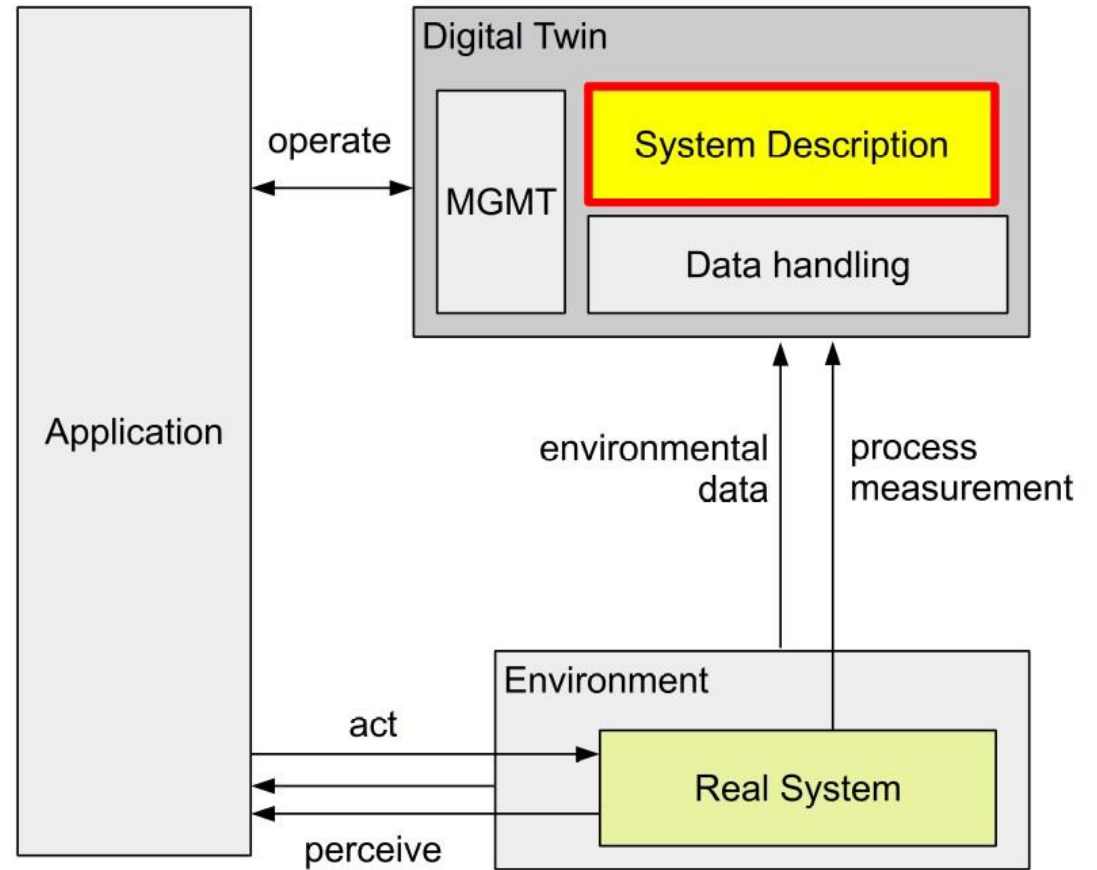 Digital Twin
System Description
operate
MGMT
Data handling
Application
environmental
data
process
measurement
Environment
act
Real System
perceive